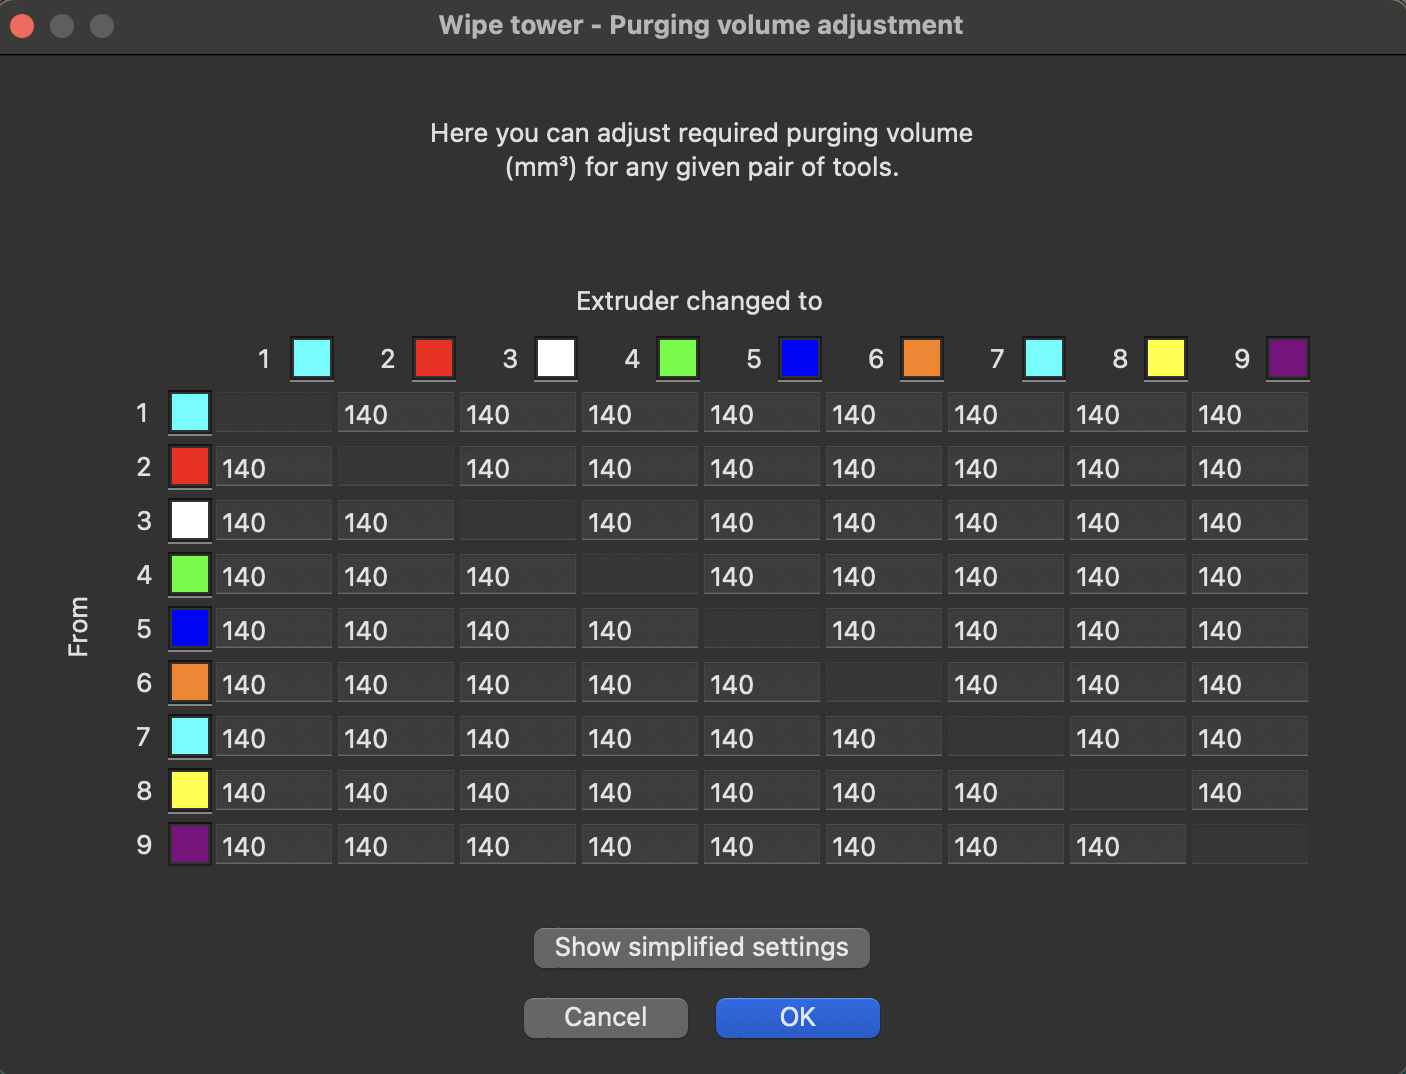 Wipe tower - Purging volume adjustment
Here you can adjust required purging volume
(mm³) for any given pair of tools.
Extruder changed to
1 2 3 4 5 6 7 8 9
From
1 140 140 140 140 140 140 140 140
2 140 140 140 140 140 140 140 140
3 140 140 140 140 140 140 140 140
4 140 140 140 140 140 140 140 140
5 140 140 140 140 140 140 140 140
6 140 140 140 140 140 140 140 140
7 140 140 140 140 140 140 140 140
8 140 140 140 140 140 140 140 140
9 140 140 140 140 140 140 140 140
Show simplified settings
Cancel OK